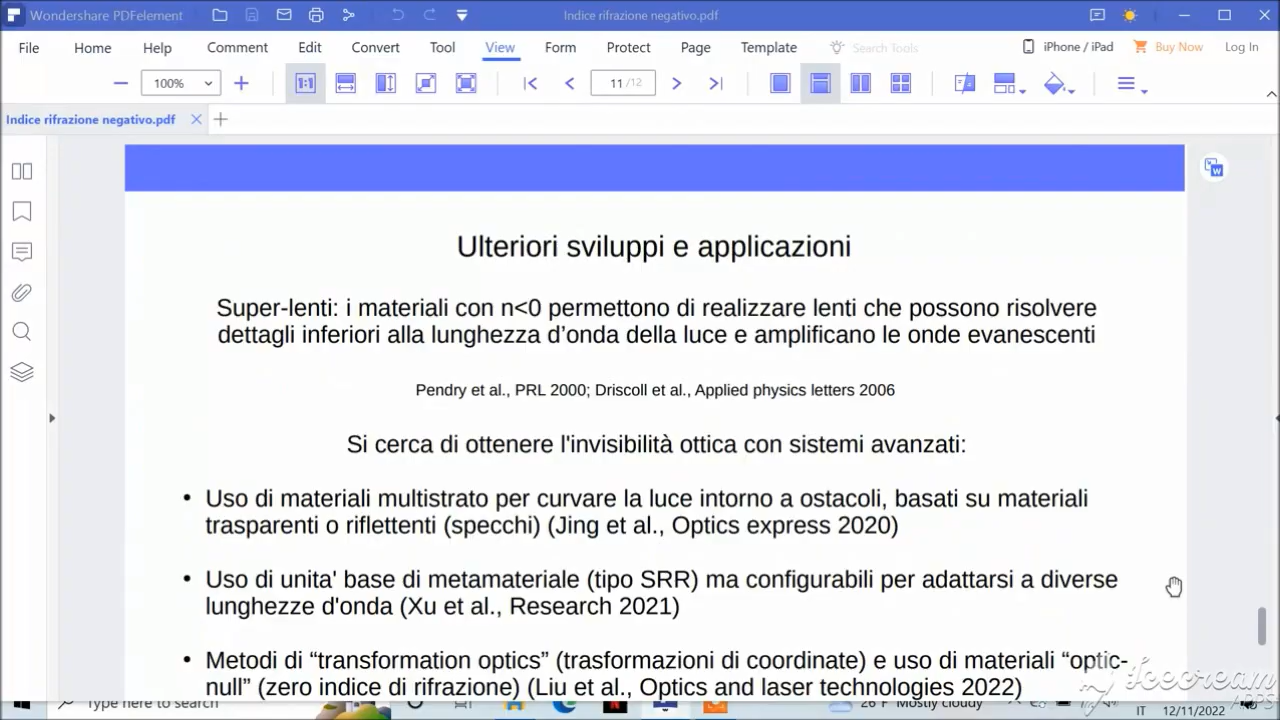 Wondershare PDFelement
Indice rifrazione negativo.pdf
File Home Help Comment Edit Convert Tool View Form Protect Page Template Search Tools iPhone / iPad Buy Now Log In
100% 11 /12
Indice rifrazione negativo.pdf
Ulteriori sviluppi e applicazioni
Super-lenti: i materiali con n<0 permettono di realizzare lenti che possono risolvere
dettagli inferiori alla lunghezza d’onda della luce e amplificano le onde evanescenti
Pendry et al., PRL 2000; Driscoll et al., Applied physics letters 2006
Si cerca di ottenere l'invisibilità ottica con sistemi avanzati:
• Uso di materiali multistrato per curvare la luce intorno a ostacoli, basati su materiali
trasparenti o riflettenti (specchi) (Jing et al., Optics express 2020)
• Uso di unita' base di metamateriale (tipo SRR) ma configurabili per adattarsi a diverse
lunghezze d'onda (Xu et al., Research 2021)
• Metodi di “transformation optics” (trasformazioni di coordinate) e uso di materiali “optic-
null” (zero indice di rifrazione) (Liu et al., Optics and laser technologies 2022)
Icecream
APPS
here to search 26°F Mostly cloudy IT 12/11/2022